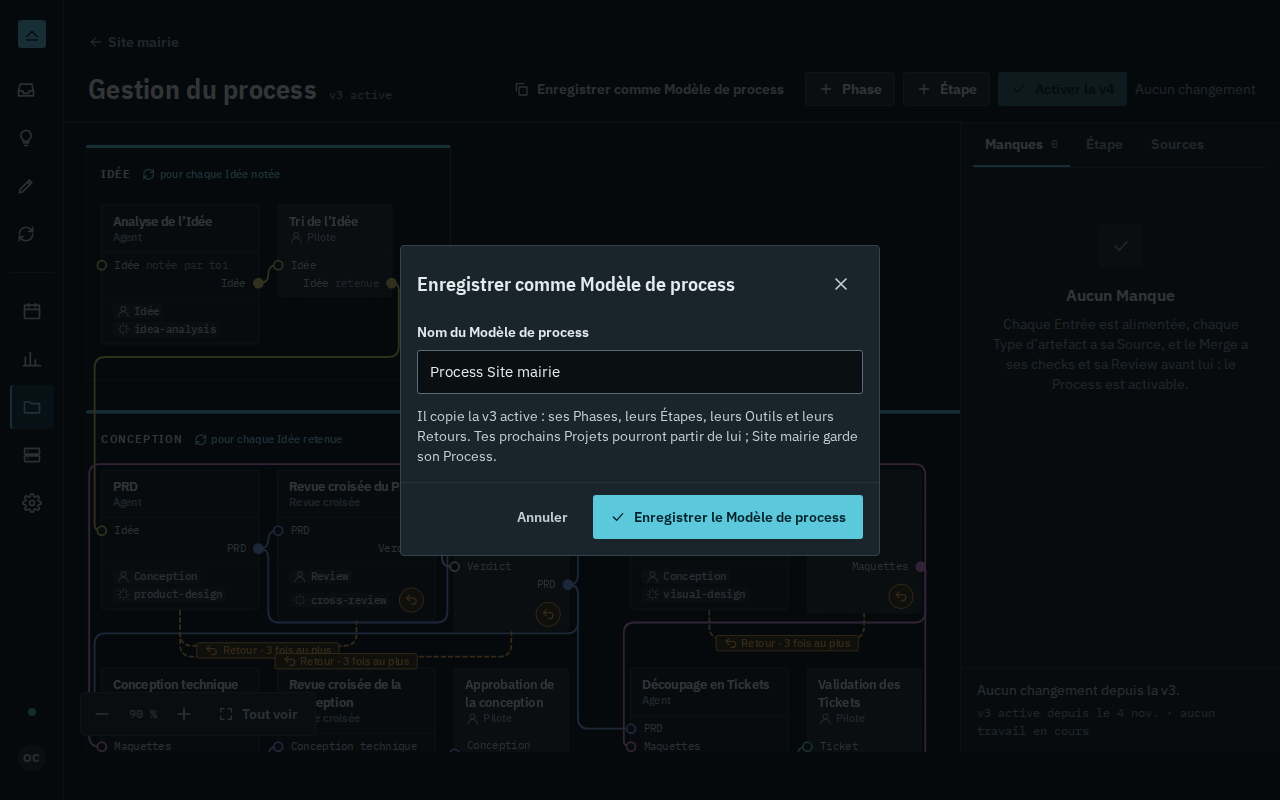 Site mairie
Gestion du process v3 active
Enregistrer comme Modèle de process
Phase
Étape
Activer la v4
Aucun changement
Manques 0
Étape
Sources
IDÉE pour chaque Idée notée
Analyse de l'Idée
Agent
Idée notée par toi
Idée
Idée
idea-analysis
Tri de l'Idée
Pilote
Idée
Idée retenue
Aucun Manque
Chaque Entrée est alimentée, chaque
Type d'artefact a sa Source, et le Merge a
ses checks et sa Review avant lui : le
Process est activable.
Enregistrer comme Modèle de process
Nom du Modèle de process
Process Site mairie
Il copie la v3 active : ses Phases, leurs Étapes, leurs Outils et leurs
Retours. Tes prochains Projets pourront partir de lui ; Site mairie garde
son Process.
Annuler
Enregistrer le Modèle de process
CONCEPTION pour chaque Idée retenue
PRD
Agent
Idée
PRD
Conception
product-design
Revue croisée du P
Revue croisée
PRD
Verd
Review
cross-review
Verdict
PRD
Conception
visual-design
Maquettes
Retour · 3 fois au plus
Retour · 3 fois au plus
Retour · 3 fois au plus
Conception technique
Maquettes
Revue croisée de la
eption
e croisée
Conception technique
Approbation de
la conception
Pilote
Conception
Découpage en Tickets
Agent
PRD
Maquettes
Validation des
Tickets
Pilote
Ticket
90 %
Tout voir
Aucun changement depuis la v3.
v3 active depuis le 4 nov. · aucun
travail en cours
OC